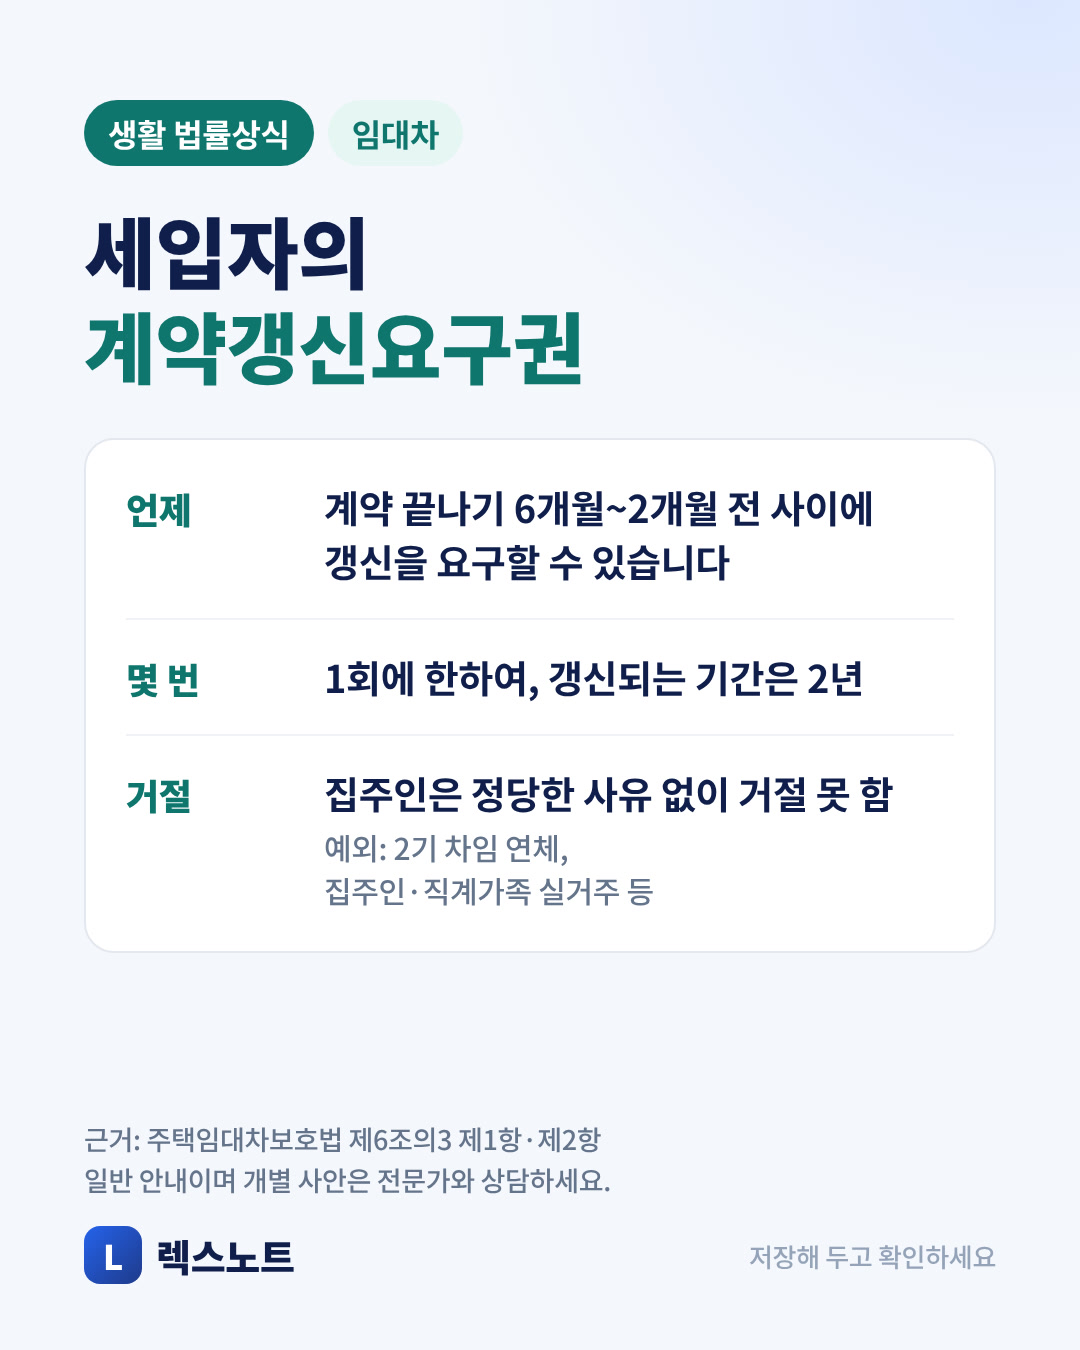 생활 법률상식 임대차
세입자의
계약갱신요구권
언제 계약 끝나기 6개월~2개월 전 사이에
갱신을 요구할 수 있습니다
몇 번 1회에 한하여, 갱신되는 기간은 2년
거절 집주인은 정당한 사유 없이 거절 못 함
예외: 2기 차임 연체,
집주인·직계가족 실거주 등
근거: 주택임대차보호법 제6조의3 제1항·제2항
일반 안내이며 개별 사안은 전문가와 상담하세요.
L 렉스노트 저장해 두고 확인하세요